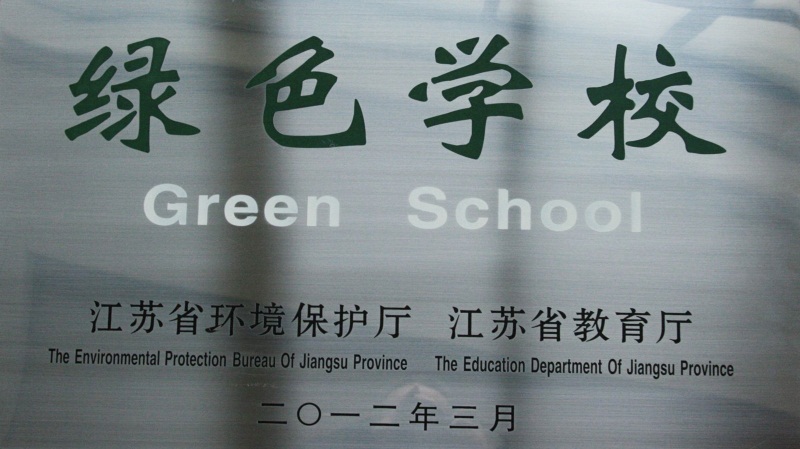 绿色学校
Green School
江苏省环境保护厅 江苏省教育厅
The Environmental Protection Bureau Of Jiangsu Province The Education Department Of Jiangsu Province
二〇一二年三月